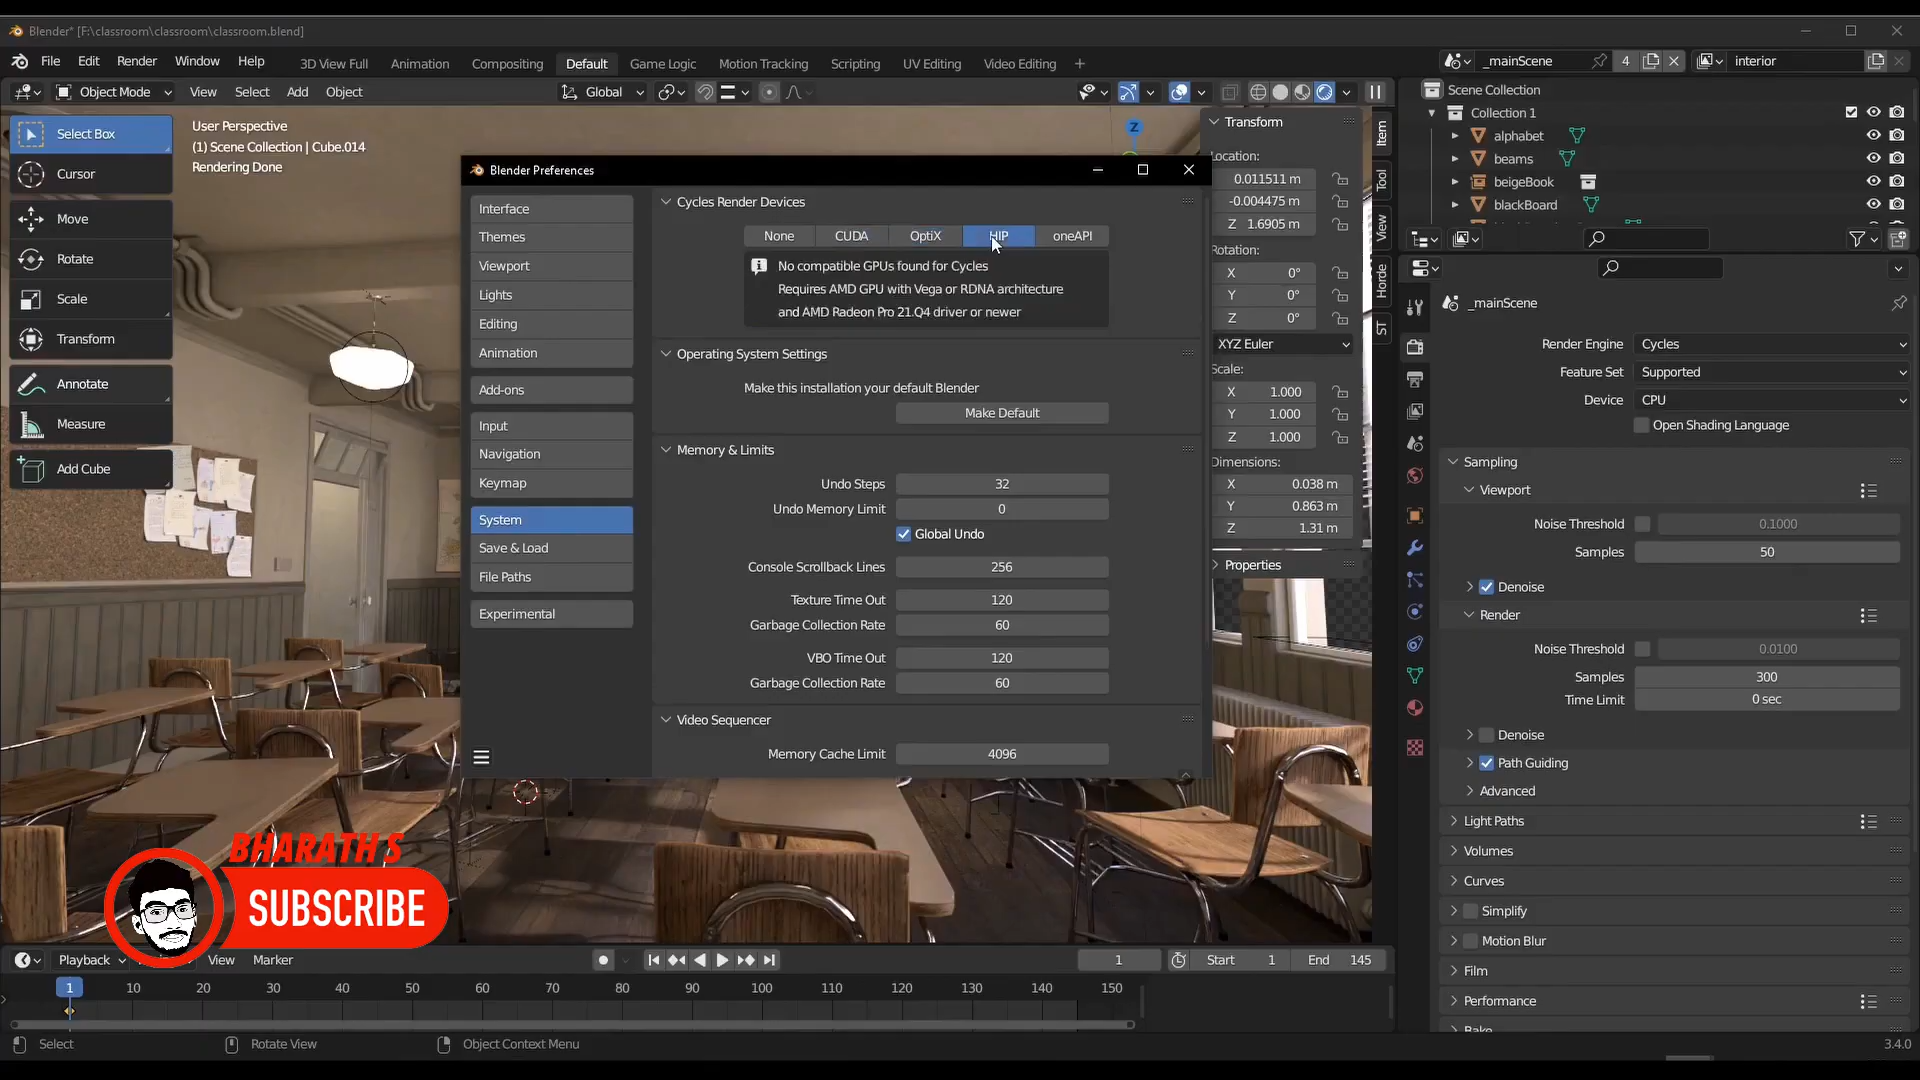 Blender* [F:\classroom\classroom\classroom.blend]
File Edit Render Window Help
3D View Full Animation Compositing Default Game Logic Motion Tracking Scripting UV Editing Video Editing +
_mainScene 4
interior
Object Mode View Select Add Object
Global
Select Box
Cursor
Move
Rotate
Scale
Transform
Annotate
Measure
Add Cube
User Perspective
(1) Scene Collection | Cube.014
Rendering Done
Z
Blender Preferences
Interface
Themes
Viewport
Lights
Editing
Animation
Add-ons
Input
Navigation
Keymap
System
Save & Load
File Paths
Experimental
Cycles Render Devices
None CUDA OptiX HIP oneAPI
No compatible GPUs found for Cycles
Requires AMD GPU with Vega or RDNA architecture
and AMD Radeon Pro 21.Q4 driver or newer
Operating System Settings
Make this installation your default Blender
Make Default
Memory & Limits
Undo Steps 32
Undo Memory Limit 0
Global Undo
Console Scrollback Lines 256
Texture Time Out 120
Garbage Collection Rate 60
VBO Time Out 120
Garbage Collection Rate 60
Video Sequencer
Memory Cache Limit 4096
Transform
Location:
0.011511 m
-0.004475 m
Z 1.6905 m
Rotation:
X 0°
Y 0°
Z 0°
XYZ Euler
Scale:
X 1.000
Y 1.000
Z 1.000
Dimensions:
X 0.038 m
Y 0.863 m
Z 1.31 m
Properties
Item
Tool
View
Horde
ST
Scene Collection
Collection 1
alphabet
beams
beigeBook
blackBoard
_mainScene
Render Engine Cycles
Feature Set Supported
Device CPU
Open Shading Language
Sampling
Viewport
Noise Threshold 0.1000
Samples 50
Denoise
Render
Noise Threshold 0.0100
Samples 300
Time Limit 0 sec
Denoise
Path Guiding
Advanced
Light Paths
Volumes
Curves
Simplify
Motion Blur
Film
Performance
Bake
BHARATH S
SUBSCRIBE
Playback View Marker
1 Start 1 End 145
1 10 20 30 40 50 60 70 80 90 100 110 120 130 140 150
Select Rotate View Object Context Menu
3.4.0